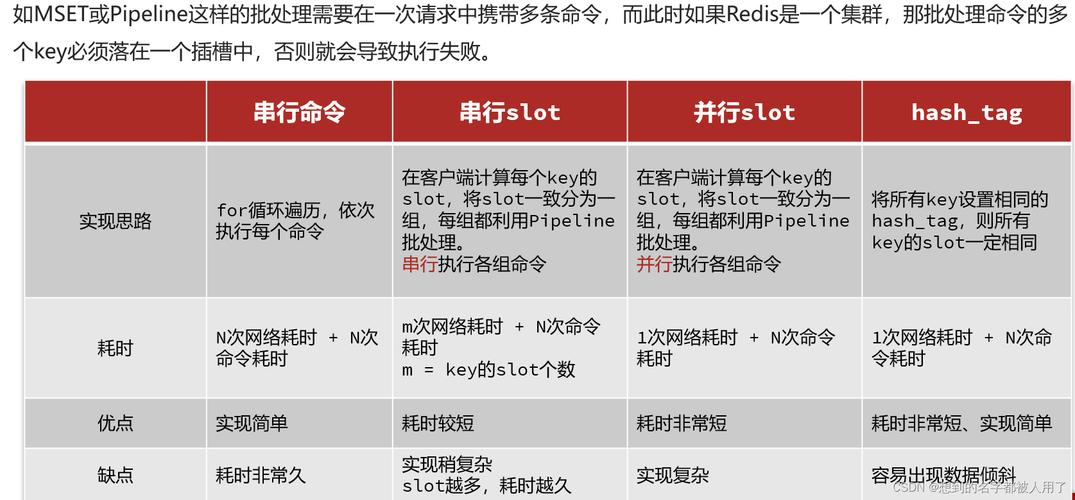 如MSET或Pipeline这样的批处理需要在一次请求中携带多条命令，而此时如果Redis是一个集群，那批处理命令的多
个key必须落在一个插槽中，否则就会导致执行失败。
串行命令
串行slot
并行slot
hash_tag
实现思路
for循环遍历，依次
执行每个命令
在客户端计算每个key的
slot，将slot一致分为一
组，每组都利用Pipeline
批处理。
串行执行各组命令
在客户端计算每个key的
slot，将slot一致分为一
组，每组都利用Pipeline
批处理。
并行执行各组命令
将所有key设置相同的
hash_tag，则所有
key的slot一定相同
耗时
N次网络耗时 + N次
命令耗时
m次网络耗时 + N次命令
耗时
m = key的slot个数
1次网络耗时 + N次命令
耗时
1次网络耗时 + N次命
令耗时
优点
实现简单
耗时较短
耗时非常短
耗时非常短、实现简单
缺点
耗时非常久
实现稍复杂
slot越多，耗时越久
实现复杂
容易出现数据倾斜
CSDN @想到的名字都被人用了